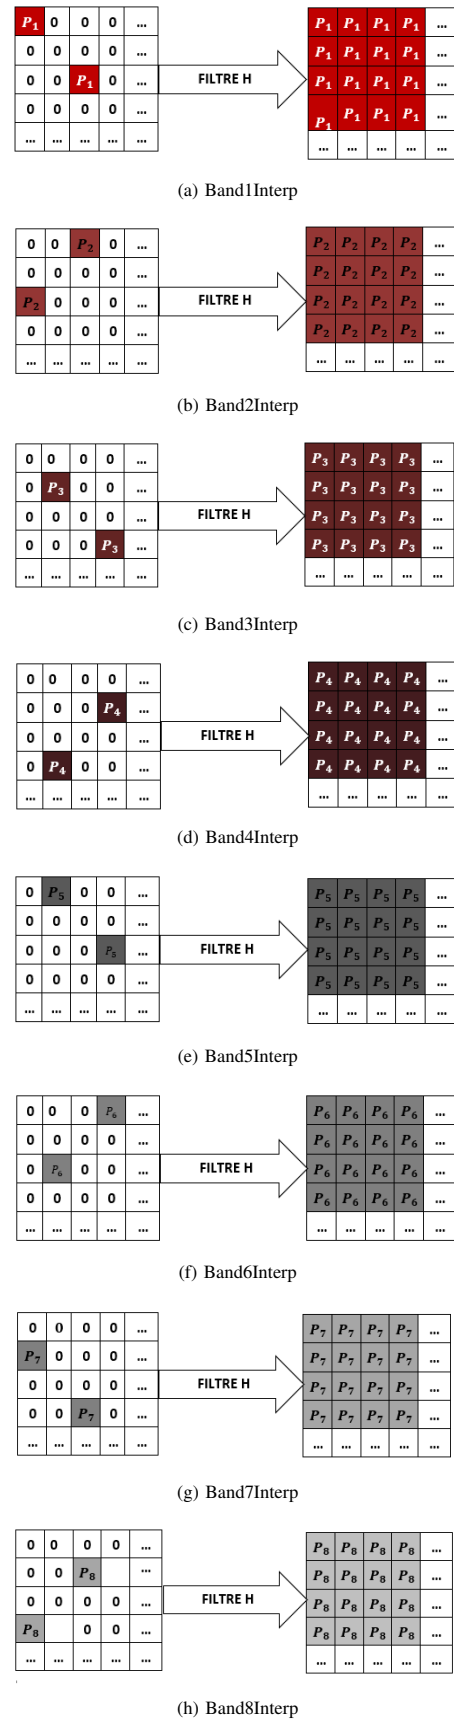 P1 0 0 0 ...
0 0 0 0 ...
0 0 P1 0 ...
0 0 0 0 ...
... ... ... ... ...
FILTRE H
P1 P1 P1 P1 ...
P1 P1 P1 P1 ...
P1 P1 P1 P1 ...
P1 P1 P1 P1 ...
... ... ... ... ...
(a) Band1Interp
0 0 P2 0 ...
0 0 0 0 ...
P2 0 0 0 ...
0 0 0 0 ...
... ... ... ... ...
FILTRE H
P2 P2 P2 P2 ...
P2 P2 P2 P2 ...
P2 P2 P2 P2 ...
P2 P2 P2 P2 ...
... ... ... ... ...
(b) Band2Interp
0 0 0 0 ...
0 P3 0 0 ...
0 0 0 0 ...
0 0 0 P3 ...
... ... ... ... ...
FILTRE H
P3 P3 P3 P3 ...
P3 P3 P3 P3 ...
P3 P3 P3 P3 ...
P3 P3 P3 P3 ...
... ... ... ... ...
(c) Band3Interp
0 0 0 0 ...
0 0 0 P4 ...
0 0 0 0 ...
0 P4 0 0 ...
... ... ... ... ...
FILTRE H
P4 P4 P4 P4 ...
P4 P4 P4 P4 ...
P4 P4 P4 P4 ...
P4 P4 P4 P4 ...
... ... ... ... ...
(d) Band4Interp
0 P5 0 0 ...
0 0 0 0 ...
0 0 0 P5 ...
0 0 0 0 ...
... ... ... ... ...
FILTRE H
P5 P5 P5 P5 ...
P5 P5 P5 P5 ...
P5 P5 P5 P5 ...
P5 P5 P5 P5 ...
... ... ... ... ...
(e) Band5Interp
0 0 0 P6 ...
0 0 0 0 ...
0 P6 0 0 ...
0 0 0 0 ...
... ... ... ... ...
FILTRE H
P6 P6 P6 P6 ...
P6 P6 P6 P6 ...
P6 P6 P6 P6 ...
P6 P6 P6 P6 ...
... ... ... ... ...
(f) Band6Interp
0 0 0 0 ...
P7 0 0 0 ...
0 0 0 0 ...
0 0 P7 0 ...
... ... ... ... ...
FILTRE H
P7 P7 P7 P7 ...
P7 P7 P7 P7 ...
P7 P7 P7 P7 ...
P7 P7 P7 P7 ...
... ... ... ... ...
(g) Band7Interp
0 0 0 0 ...
0 0 P8 ...
0 0 0 0 ...
P8 0 0 ...
... ... ... ... ...
FILTRE H
P8 P8 P8 P8 ...
P8 P8 P8 P8 ...
P8 P8 P8 P8 ...
P8 P8 P8 P8 ...
... ... ... ... ...
(h) Band8Interp